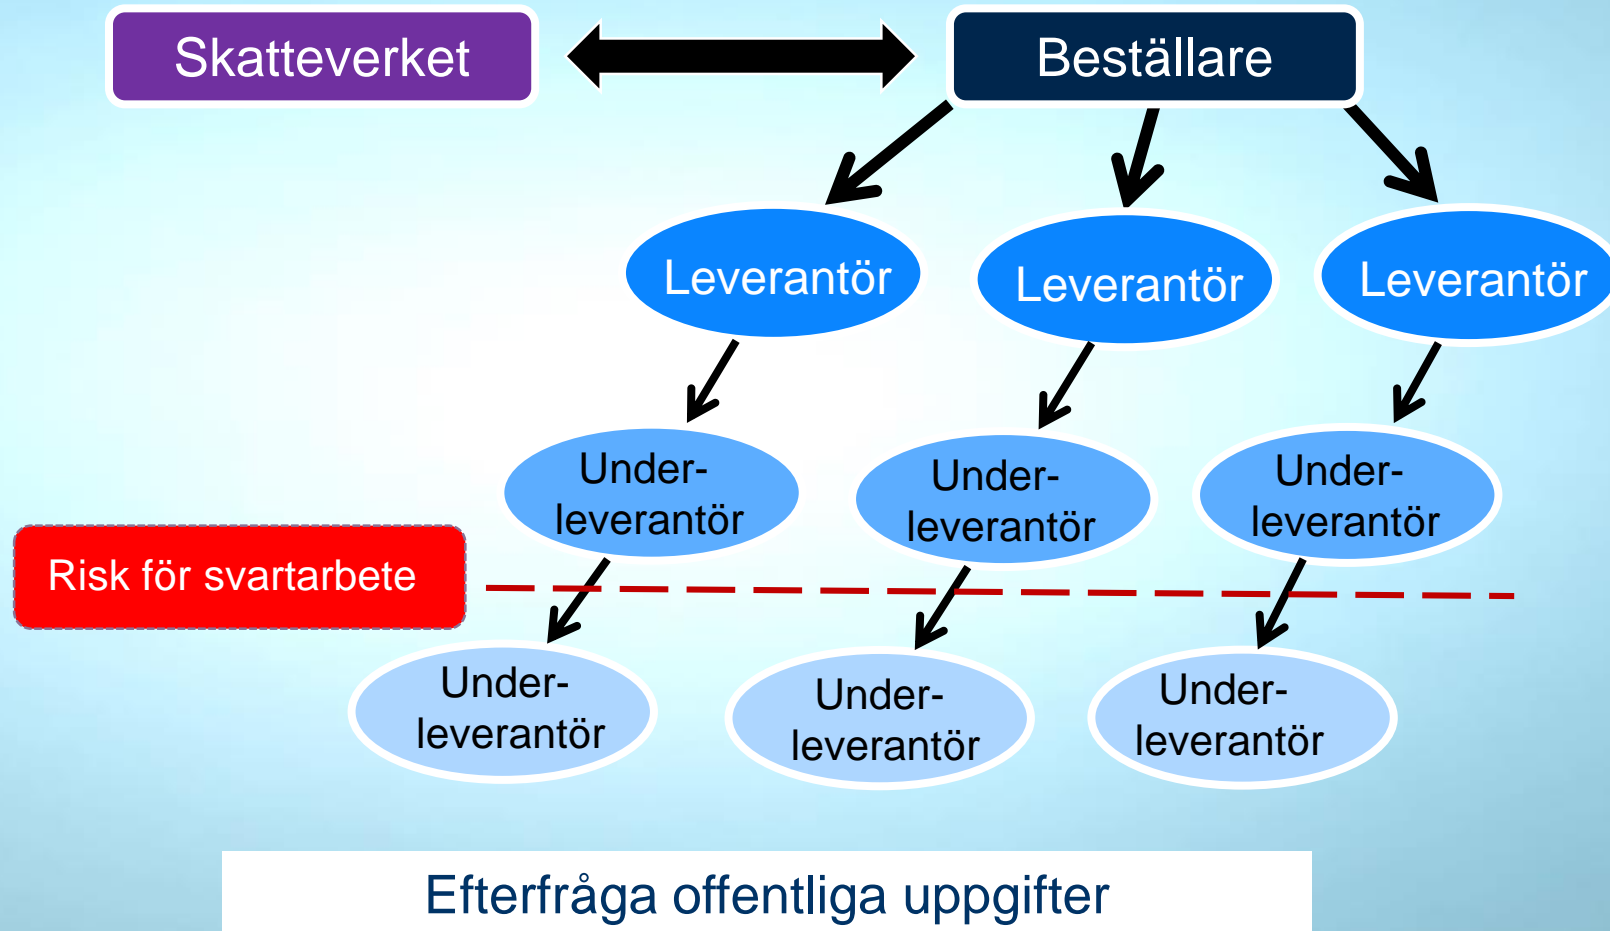 Skatteverket
Beställare
Leverantör
Leverantör
Leverantör
Under-
leverantör
Under-
leverantör
Under-
leverantör
Risk för svartarbete
Under-
leverantör
Under-
leverantör
Under-
leverantör
Efterfråga offentliga uppgifter